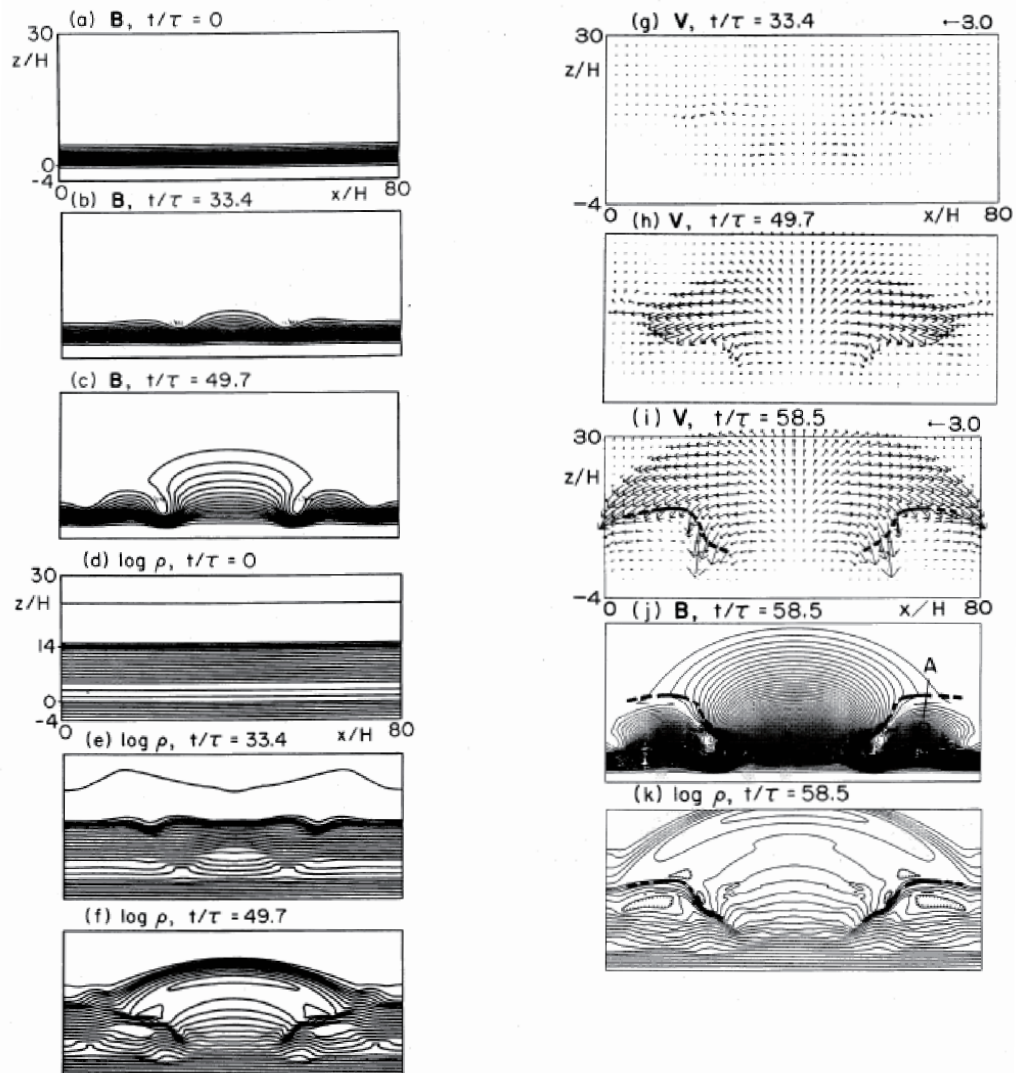 (a) B, t/τ = 0
30
z/H
0
-4
0
x/H
80
(b) B, t/τ = 33.4
(c) B, t/τ = 49.7
(d) log ρ, t/τ = 0
30
z/H
14
0
-4
0
x/H
80
(e) log ρ, t/τ = 33.4
(f) log ρ, t/τ = 49.7
(g) V, t/τ = 33.4
30
←3.0
z/H
-4
0
x/H
80
(h) V, t/τ = 49.7
(i) V, t/τ = 58.5
30
←3.0
z/H
-4
0
x/H
80
(j) B, t/τ = 58.5
A
(k) log ρ, t/τ = 58.5